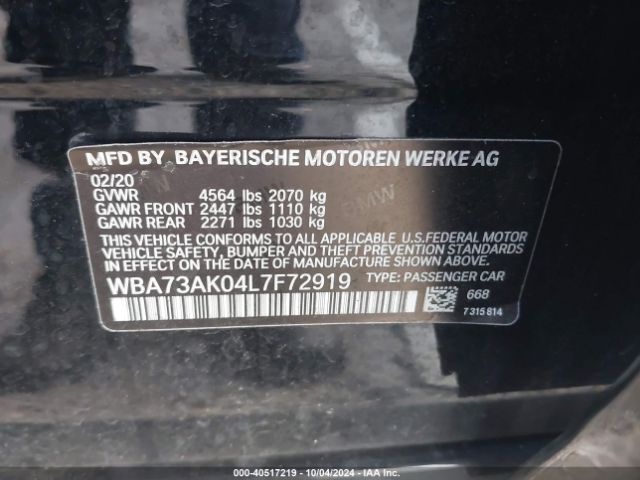 MFD BY BAYERISCHE MOTOREN WERKE AG
02/20
GVWR 4564 lbs 2070 kg
GAWR FRONT 2447 lbs 1110 kg
GAWR REAR 2271 lbs 1030 kg
THIS VEHICLE CONFORMS TO ALL APPLICABLE U.S.FEDERAL MOTOR
VEHICLE SAFETY, BUMPER, AND THEFT PREVENTION STANDARDS
IN EFFECT ON THE DATE OF MANUFACTURE SHOWN ABOVE.
WBA73AK04L7F72919 TYPE: PASSENGER CAR
668
7315814
BMW
000-40517219 - 10/04/2024 - IAA Inc.